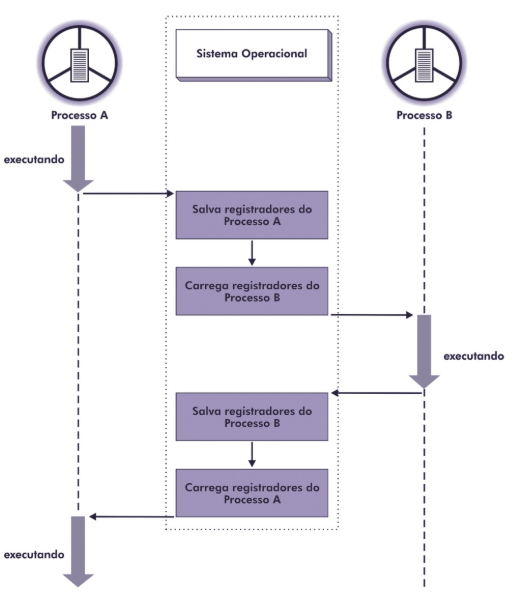 Sistema Operacional
Processo A
Processo B
executando
Salva registradores do
Processo A
Carrega registradores do
Processo B
executando
Salva registradores do
Processo B
Carrega registradores do
Processo A
executando